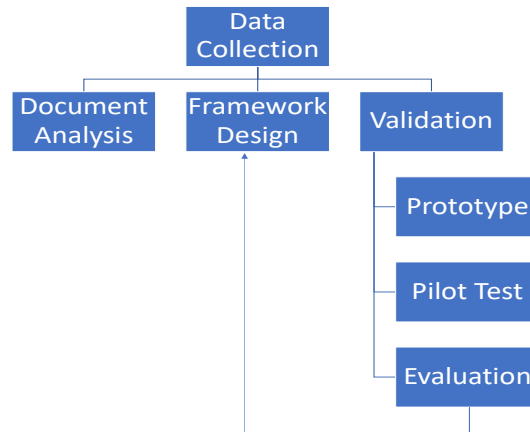 Data
Collection
Document
Analysis
Framework
Design
Validation
Prototype
Pilot Test
Evaluation